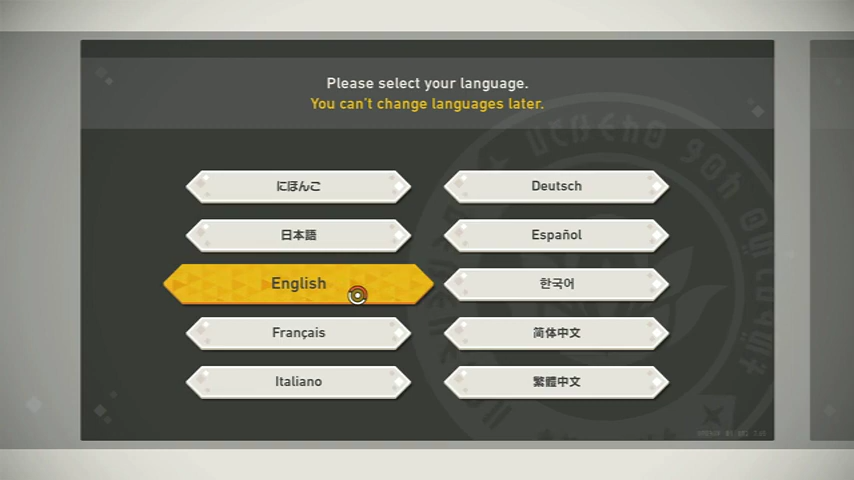 Please select your language.
You can't change languages later.
にほんご
日本語
English
Français
Italiano
Deutsch
Español
한국어
简体中文
繁體中文